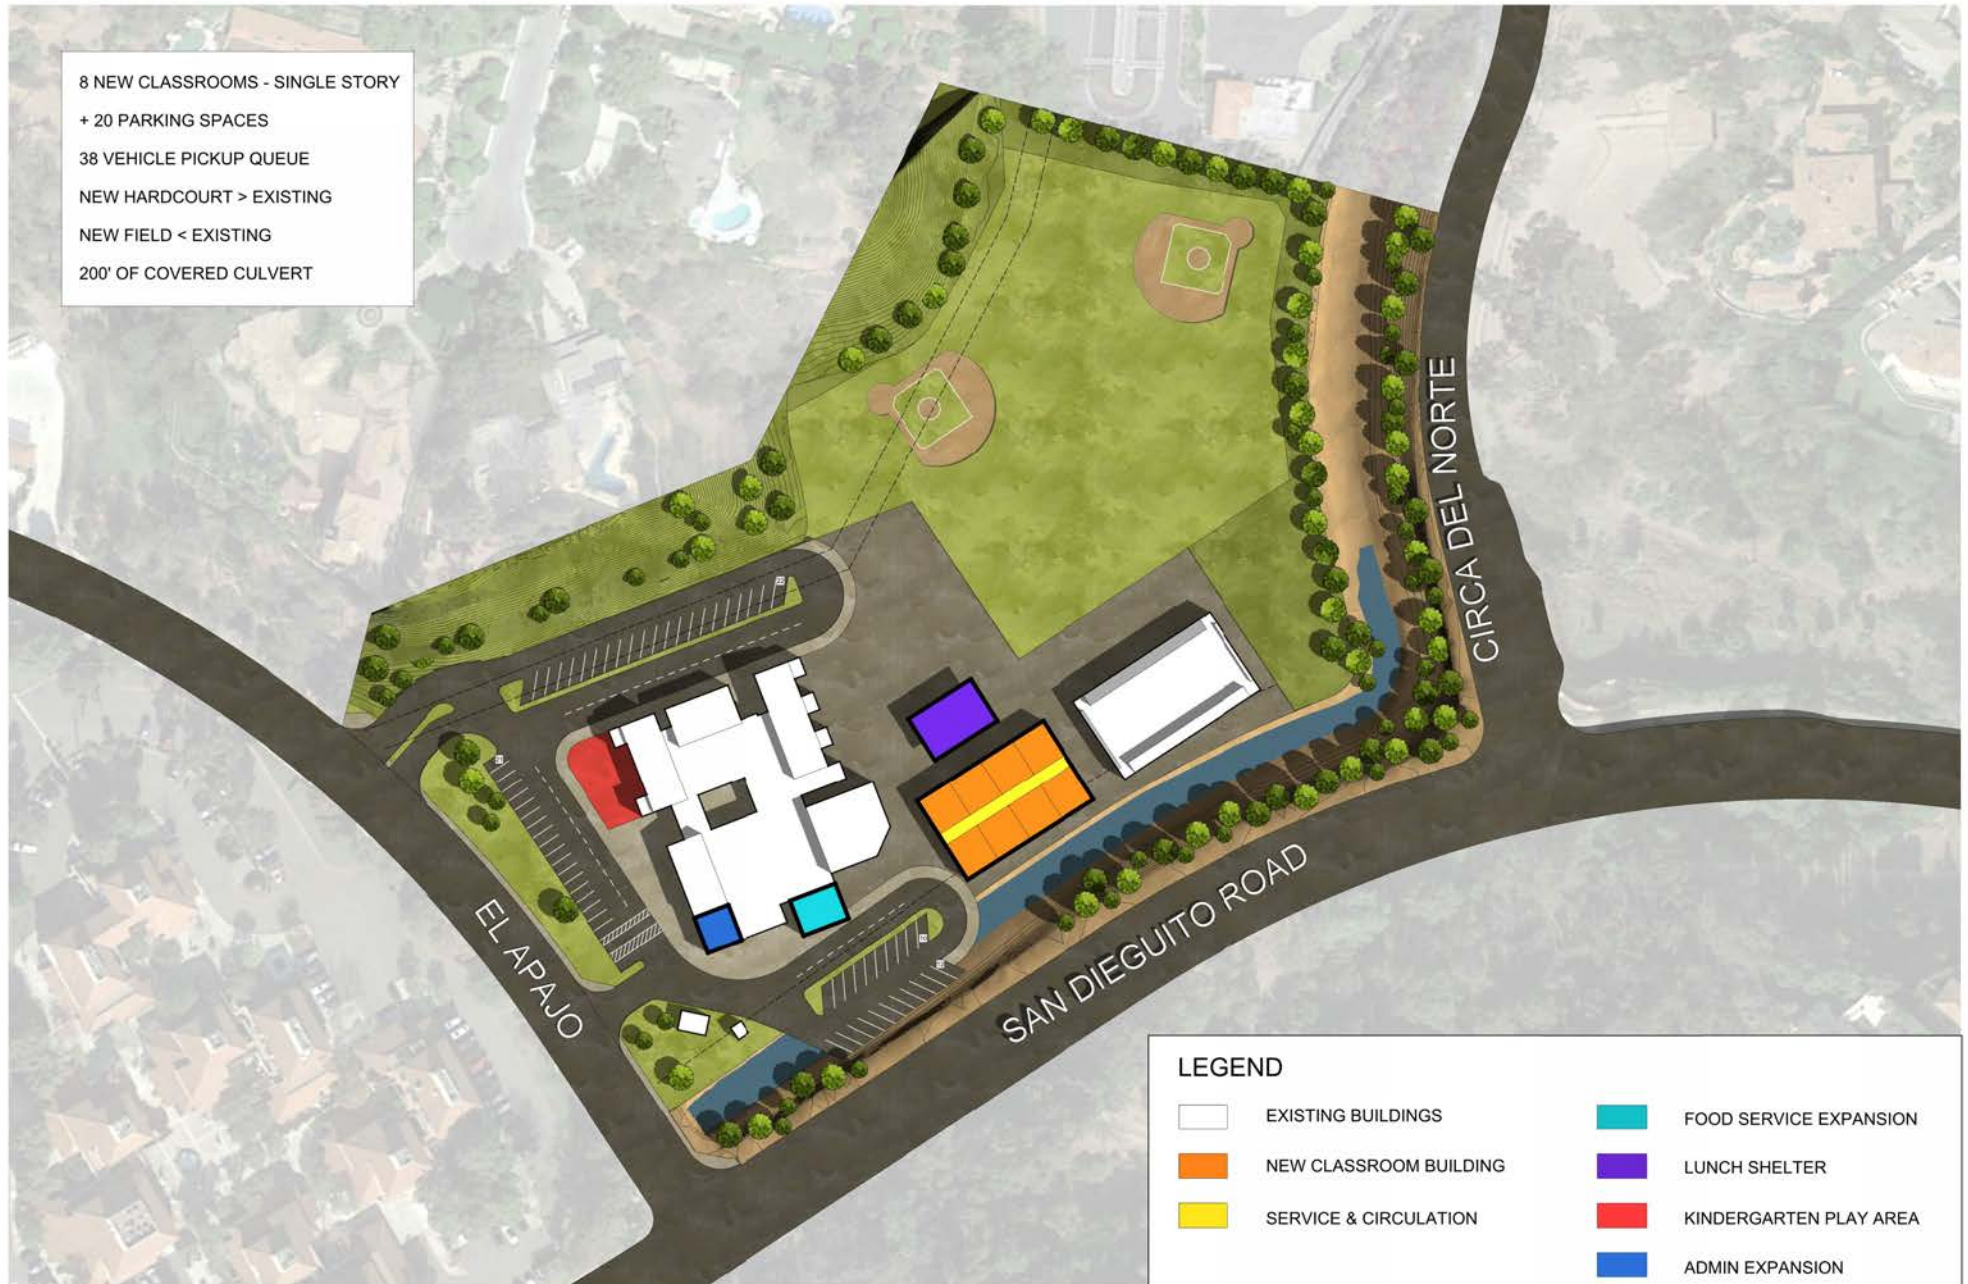 8 NEW CLASSROOMS - SINGLE STORY
+ 20 PARKING SPACES
38 VEHICLE PICKUP QUEUE
NEW HARDCOURT > EXISTING
NEW FIELD < EXISTING
200' OF COVERED CULVERT
CIRCA DEL NORTE
EL APAJO
SAN DIEGUITO ROAD
LEGEND
EXISTING BUILDINGS
NEW CLASSROOM BUILDING
SERVICE & CIRCULATION
FOOD SERVICE EXPANSION
LUNCH SHELTER
KINDERGARTEN PLAY AREA
ADMIN EXPANSION